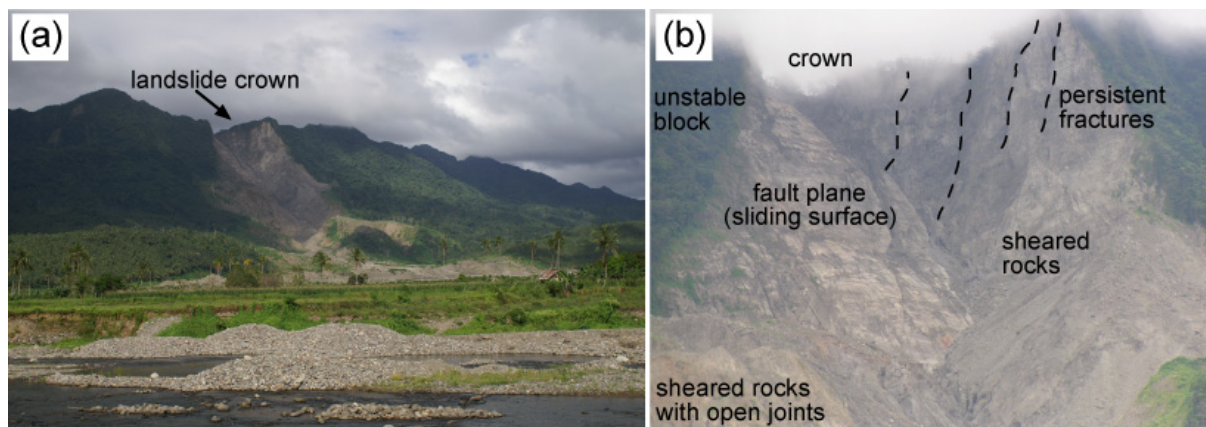 (a)
landslide crown
(b)
crown
unstable
block
persistent
fractures
fault plane
(sliding surface)
sheared
rocks
sheared rocks
with open joints